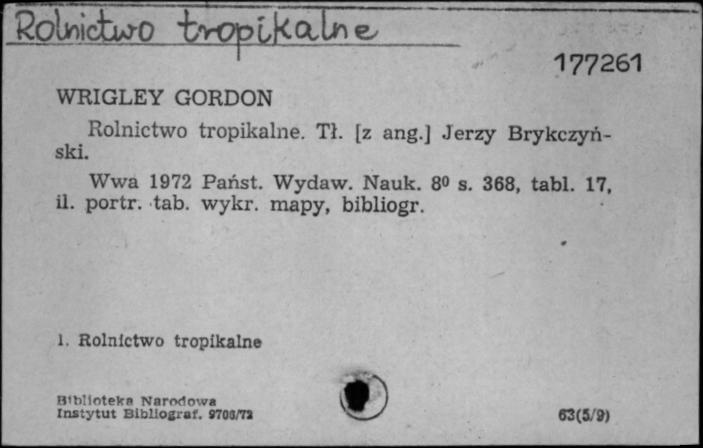 Rolnictwo tropikalne
177261
WRIGLEY GORDON
Rolnictwo tropikalne. Tł. [z ang.] Jerzy Brykczyń-
ski.
Wwa 1972 Państ. Wydaw. Nauk. 8⁰ s. 368, tabl. 17,
il. portr. tab. wykr. mapy, bibliogr.
1. Rolnictwo tropikalne
Biblioteka Narodowa
Instytut Bibliograf. 9706/72
63(5/9)